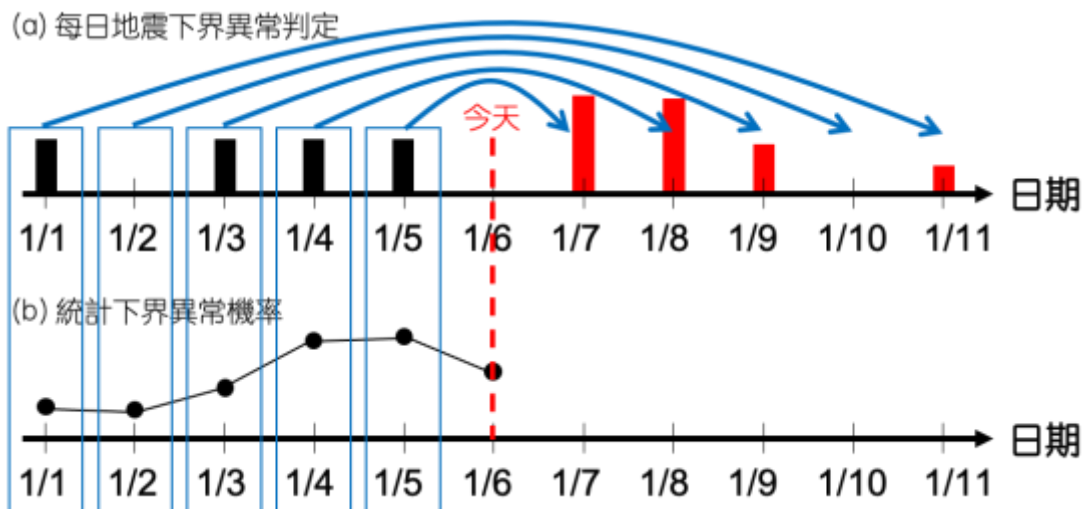 (a) 每日地震下界異常判定
今天
日期
1/1 1/2 1/3 1/4 1/5 1/6 1/7 1/8 1/9 1/10 1/11
(b) 統計下界異常機率
日期
1/1 1/2 1/3 1/4 1/5 1/6 1/7 1/8 1/9 1/10 1/11